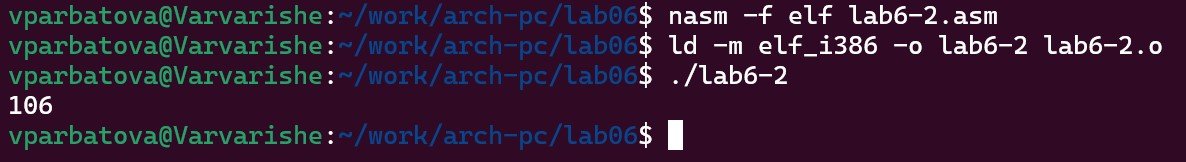 vparbatova@Varvarishe:~/work/arch-pc/lab06$ nasm -f elf lab6-2.asm
vparbatova@Varvarishe:~/work/arch-pc/lab06$ ld -m elf_i386 -o lab6-2 lab6-2.o
vparbatova@Varvarishe:~/work/arch-pc/lab06$ ./lab6-2
106
vparbatova@Varvarishe:~/work/arch-pc/lab06$